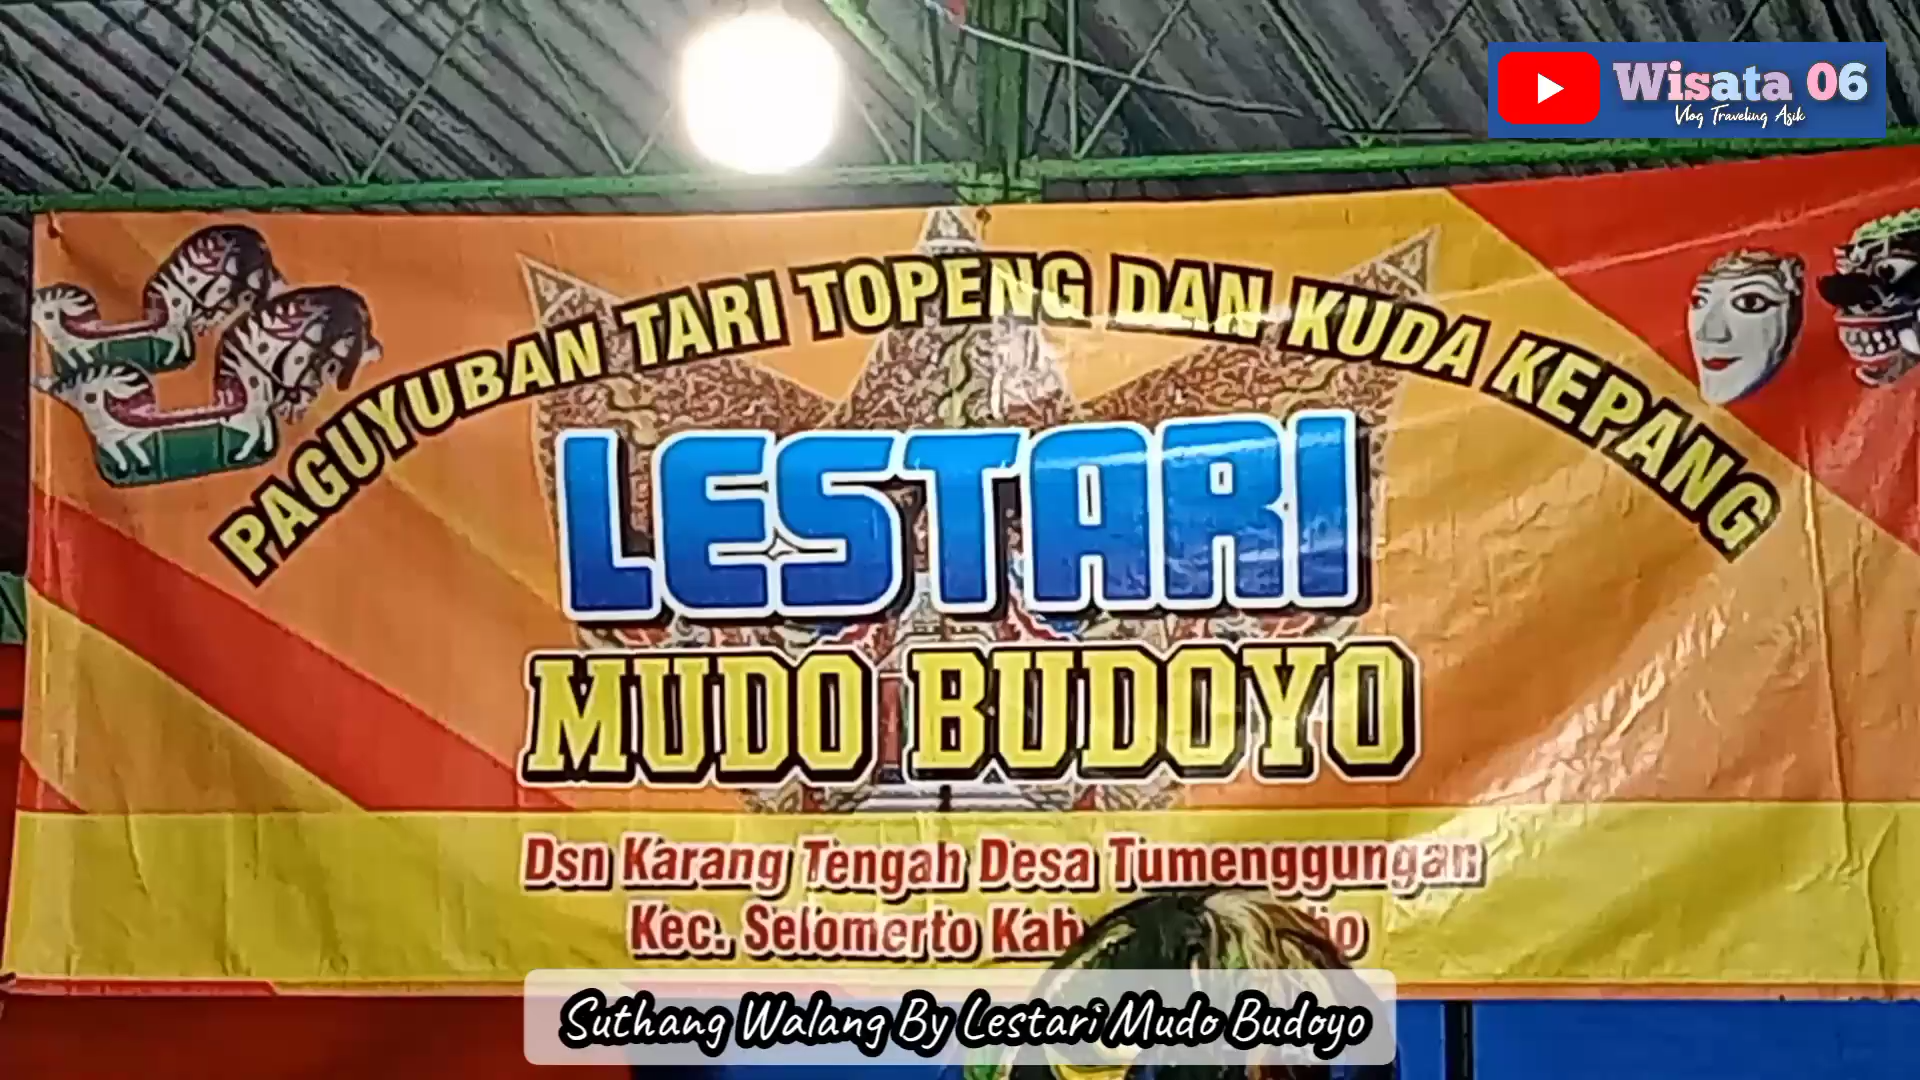 Wisata 06
Vlog Traveling Asik
PAGUYUBAN TARI TOPENG DAN KUDA KEPANG
LESTARI
MUDO BUDOYO
Dsn Karang Tengah Desa Tumenggungan
Kec. Selomerto Kab
Suthang Walang By Lestari Mudo Budoyo